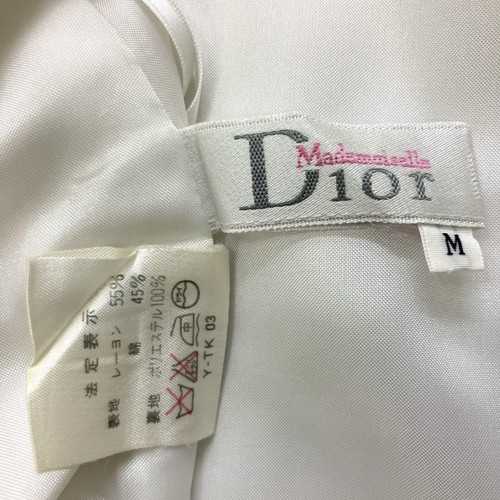 Mademoiselle
Dior
M
法定表示
表地 レーヨン 55%
綿 45%
裏地 ポリエステル100%
中
Y-TK 03